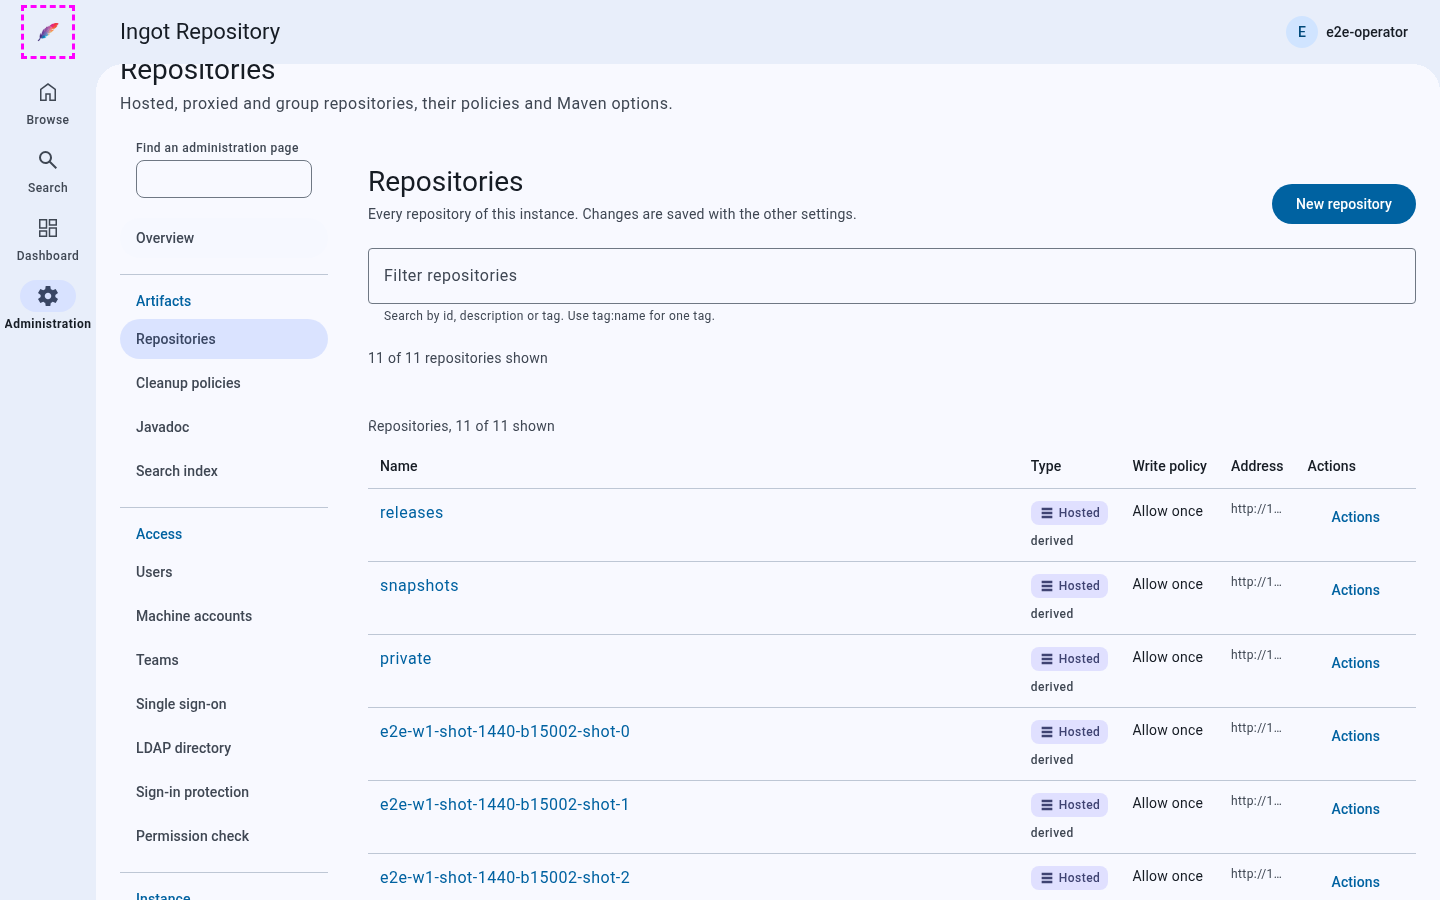 Ingot Repository
E
e2e-operator
Browse
Search
Dashboard
Administration
Repositories
Hosted, proxied and group repositories, their policies and Maven options.
Find an administration page
Overview
Artifacts
Repositories
Cleanup policies
Javadoc
Search index
Access
Users
Machine accounts
Teams
Single sign-on
LDAP directory
Sign-in protection
Permission check
Instance
Repositories
Every repository of this instance. Changes are saved with the other settings.
New repository
Filter repositories
Search by id, description or tag. Use tag:name for one tag.
11 of 11 repositories shown
Repositories, 11 of 11 shown
Name Type Write policy Address Actions
releases Hosted Allow once http://1... Actions
derived
snapshots Hosted Allow once http://1... Actions
derived
private Hosted Allow once http://1... Actions
derived
e2e-w1-shot-1440-b15002-shot-0 Hosted Allow once http://1... Actions
derived
e2e-w1-shot-1440-b15002-shot-1 Hosted Allow once http://1... Actions
derived
e2e-w1-shot-1440-b15002-shot-2 Hosted Allow once http://1... Actions